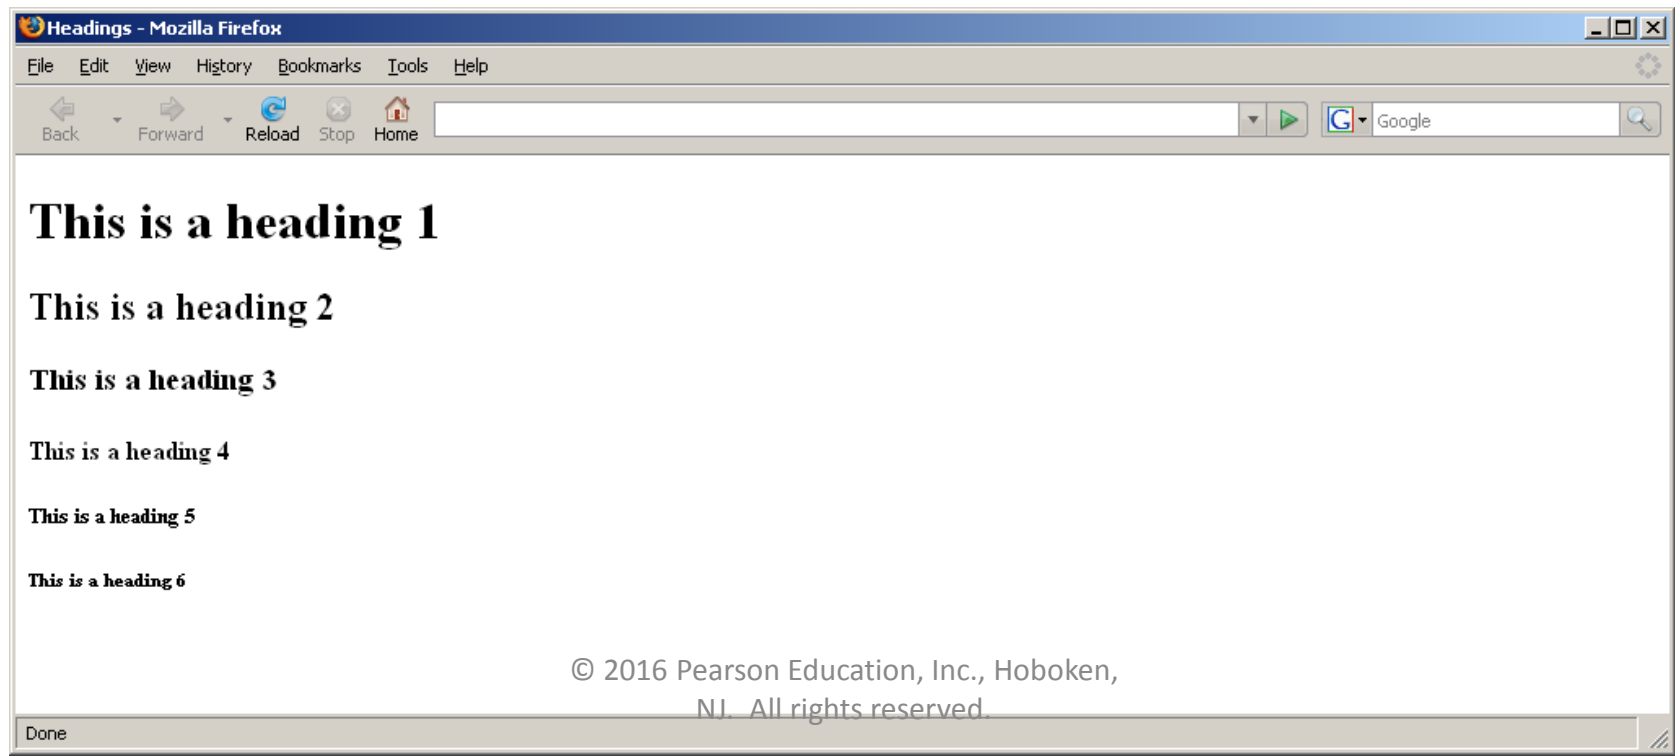 Headings - Mozilla Firefox
File Edit View History Bookmarks Tools Help
Back Forward Reload Stop Home G Google
This is a heading 1
This is a heading 2
This is a heading 3
This is a heading 4
This is a heading 5
This is a heading 6
© 2016 Pearson Education, Inc., Hoboken,
NJ. All rights reserved.
Done